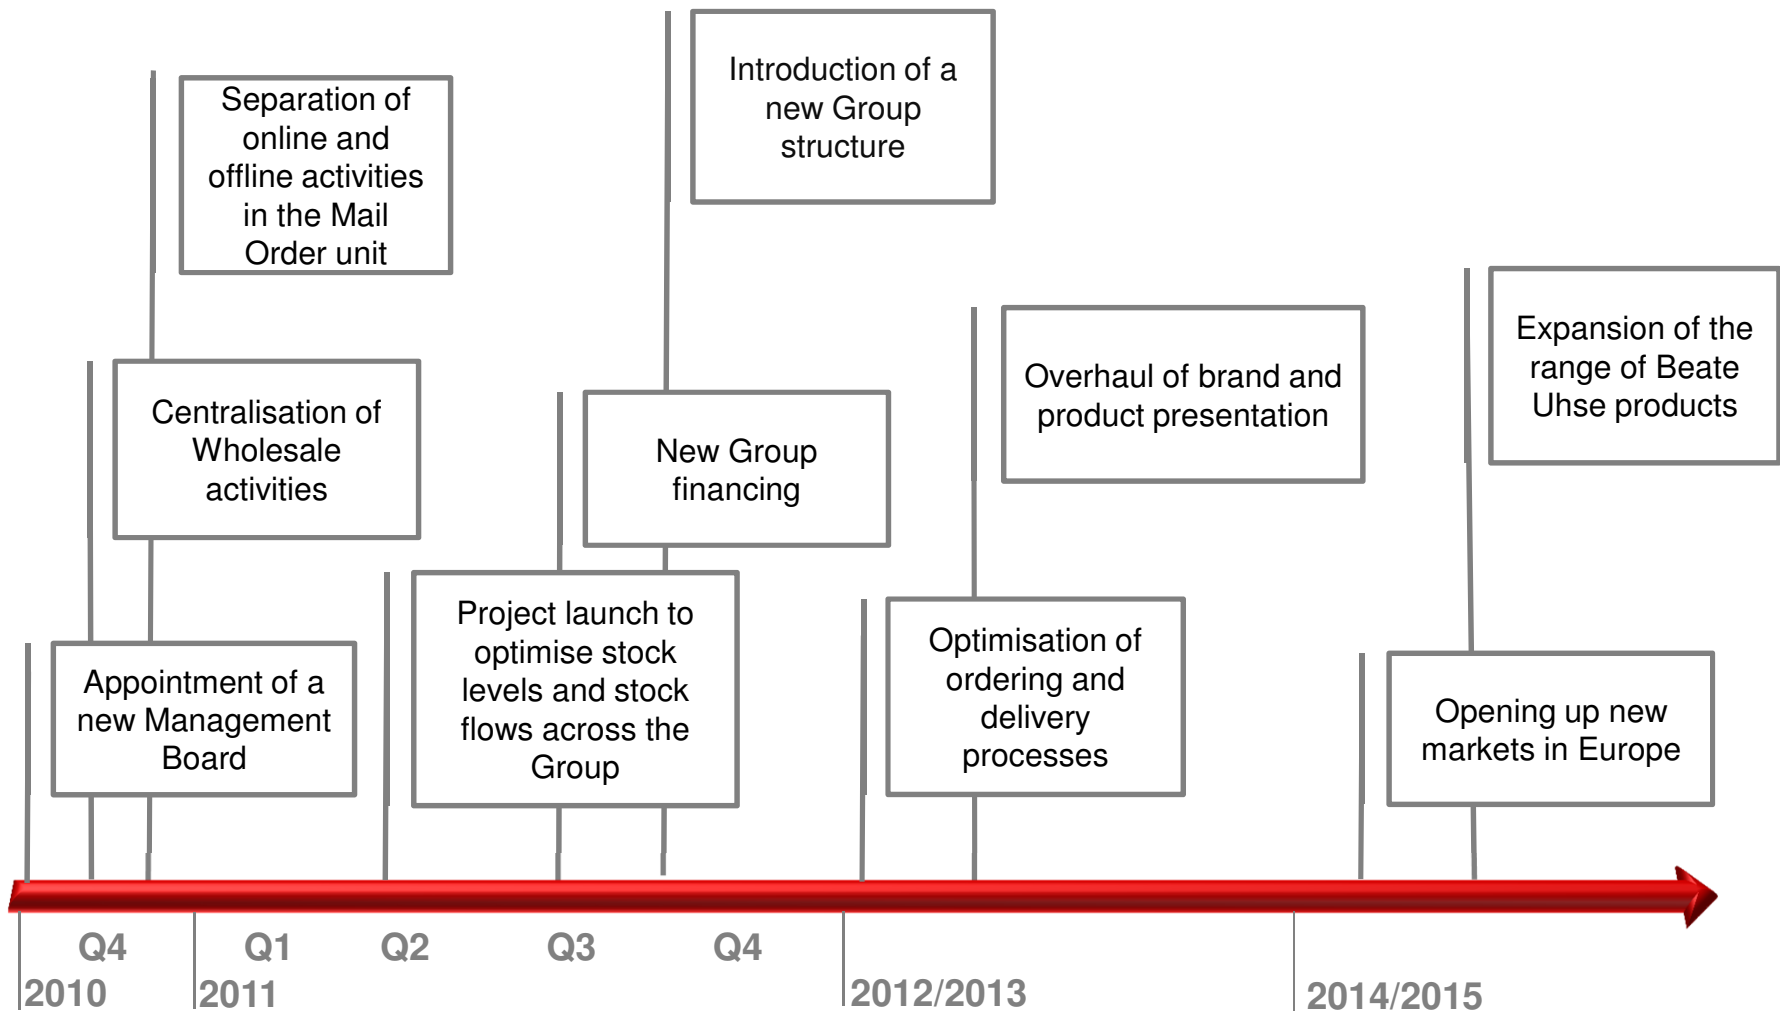 Separation of
online and
offline activities
in the Mail
Order unit
Introduction of a
new Group
structure
Centralisation of
Wholesale
activities
New Group
financing
Overhaul of brand and
product presentation
Expansion of the
range of Beate
Uhse products
Appointment of a
new Management
Board
Project launch to
optimise stock
levels and stock
flows across the
Group
Optimisation of
ordering and
delivery
processes
Opening up new
markets in Europe
Q4 Q1 Q2 Q3 Q4
2010 2011 2012/2013 2014/2015